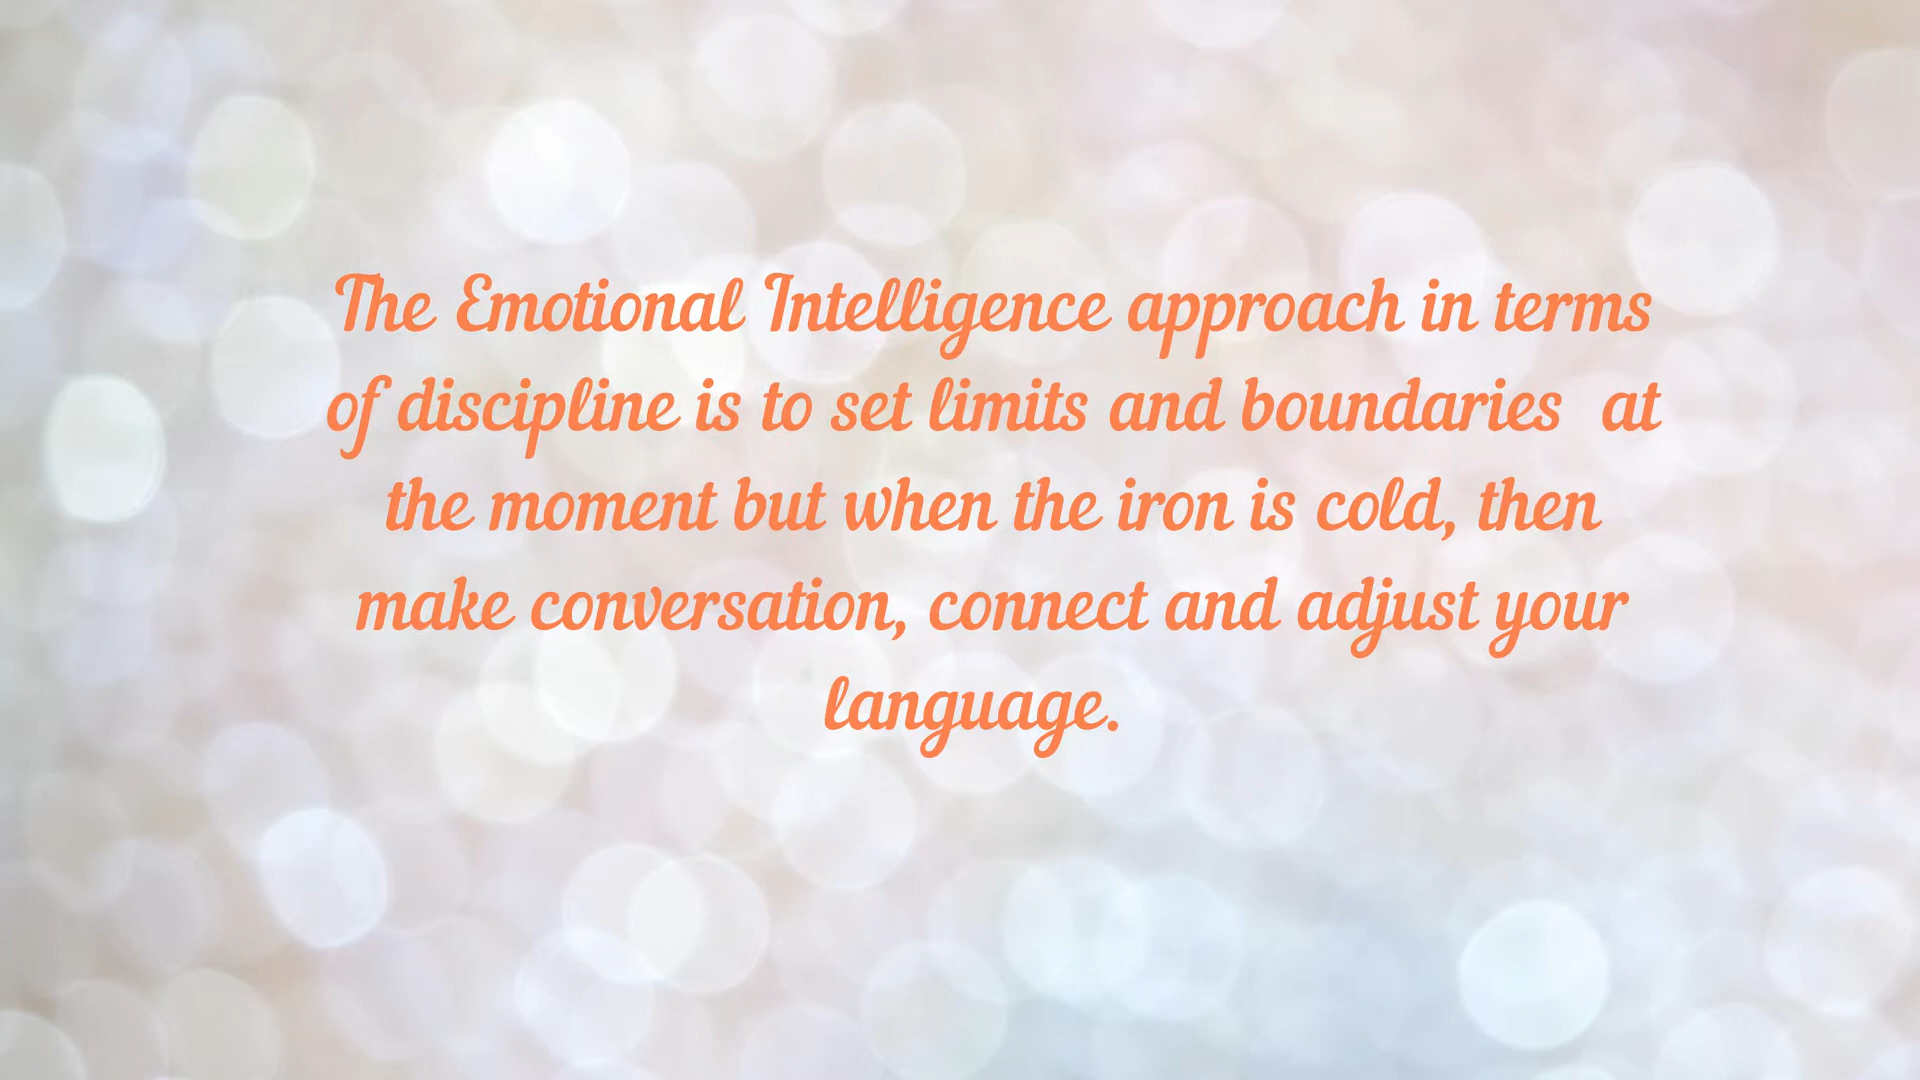 The Emotional Intelligence approach in terms
of discipline is to set limits and boundaries  at
the moment but when the iron is cold, then
make conversation, connect and adjust your
language.